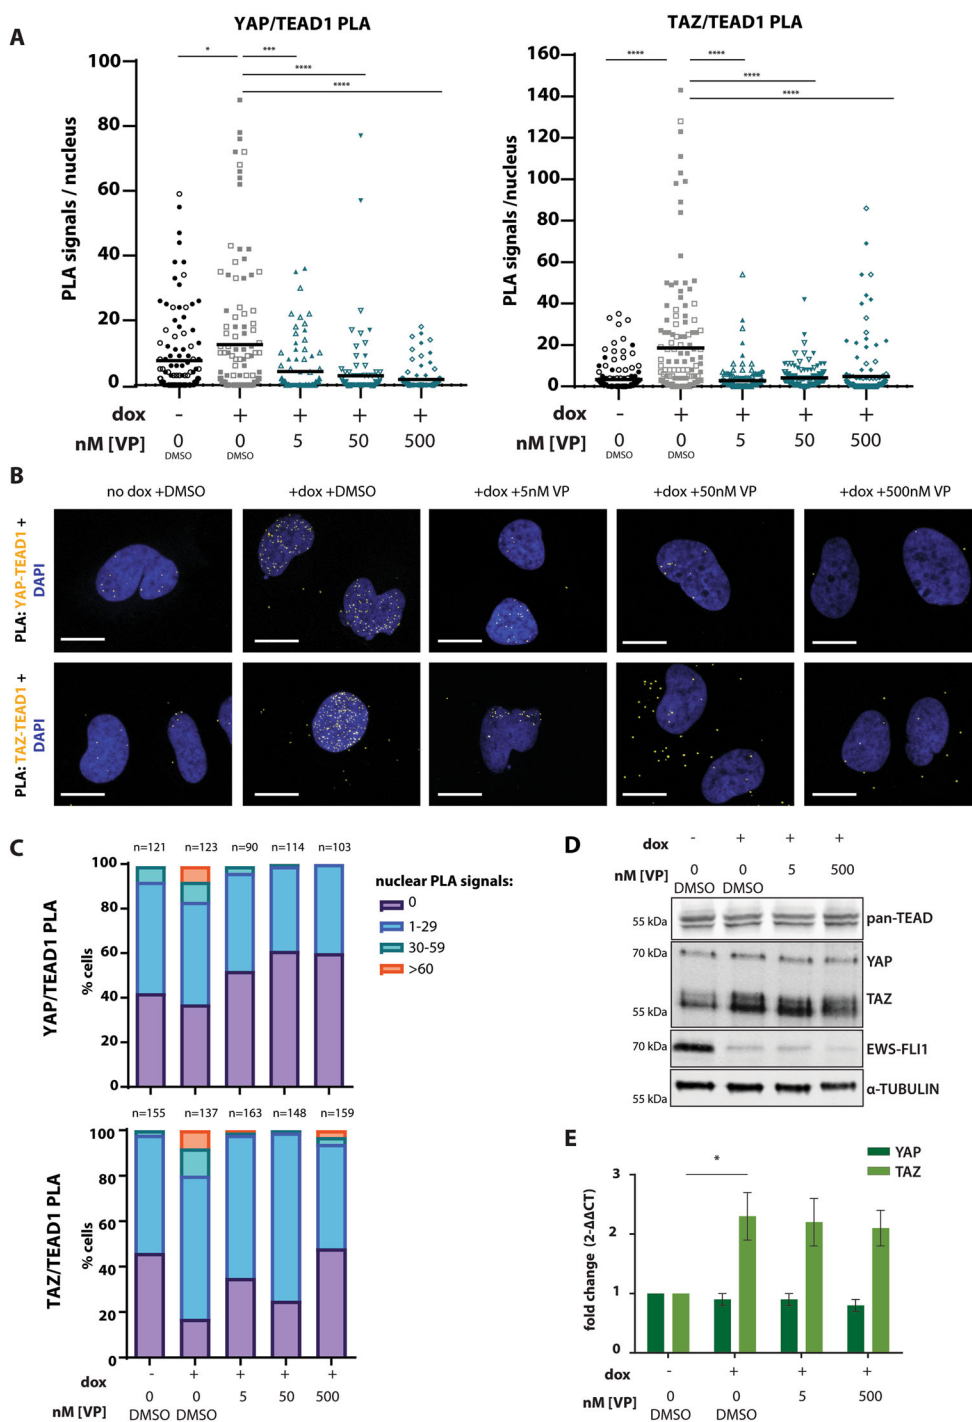 A
YAP/TEAD1 PLA
TAZ/TEAD1 PLA
* *** **** ****
**** **** **** ****
PLA signals / nucleus
100
80
60
40
20
0
PLA signals /nucleus
160
140
120
100
80
60
40
20
0
dox - + + + +
nM [VP] 0 0 5 50 500
DMSO DMSO
- + + + +
0 0 5 50 500
DMSO DMSO
B
no dox +DMSO +dox +DMSO +dox +5nM VP +dox +50nM VP +dox +500nM VP
PLA: YAP-TEAD1 +
DAPI
PLA: TAZ-TEAD1 +
DAPI
C
n=121 n=123 n=90 n=114 n=103
YAP/TEAD1 PLA
% cells
100
80
60
40
20
0
nuclear PLA signals:
0
1-29
30-59
>60
n=155 n=137 n=163 n=148 n=159
TAZ/TEAD1 PLA
% cells
100
80
60
40
20
0
dox - + + + +
nM [VP] 0 0 5 50 500
DMSO DMSO
D
dox - + + +
nM [VP] 0 0 5 500
DMSO DMSO
55 kDa pan-TEAD
70 kDa YAP
55 kDa TAZ
70 kDa EWS-FLI1
55 kDa α-TUBULIN
E
YAP
TAZ
*
fold change (2-ΔΔCT)
3
2
1
0
dox - + + +
nM [VP] 0 0 5 500
DMSO DMSO